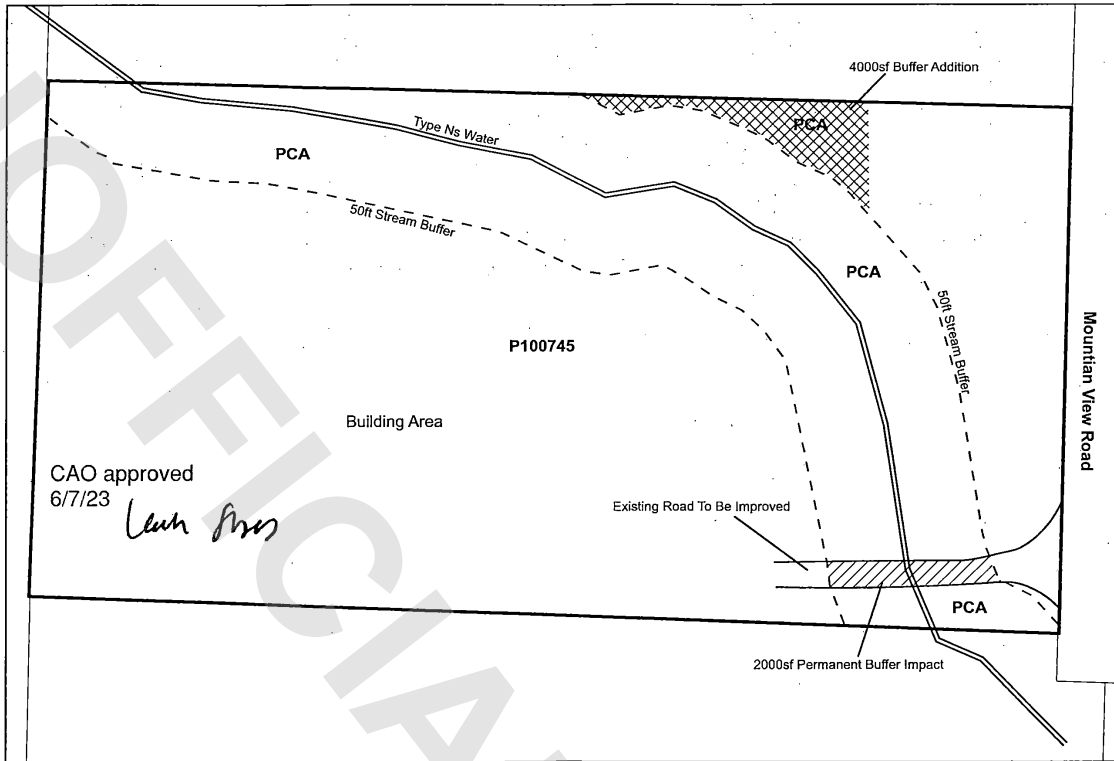 4000sf Buffer Addition
PCA
Type Ns Water
PCA
50ft Stream Buffer
PCA
50ft Stream Buffer
Mountian View Road
P100745
Building Area
CAO approved
6/7/23
Existing Road To Be Improved
PCA
2000sf Permanent Buffer Impact